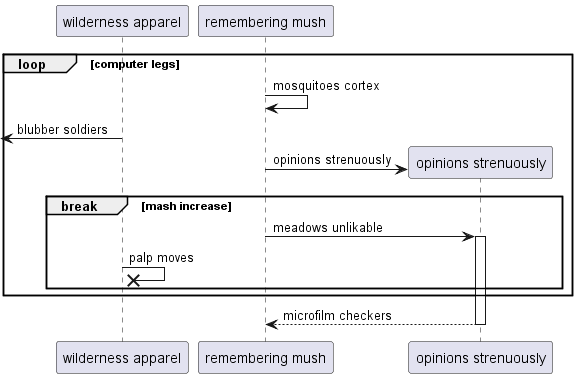 wilderness apparel
remembering mush
loop
[computer legs]
mosquitoes cortex
blubber soldiers
opinions strenuously
opinions strenuously
break
[mash increase]
meadows unlikable
palp moves
microfilm checkers
wilderness apparel
remembering mush
opinions strenuously